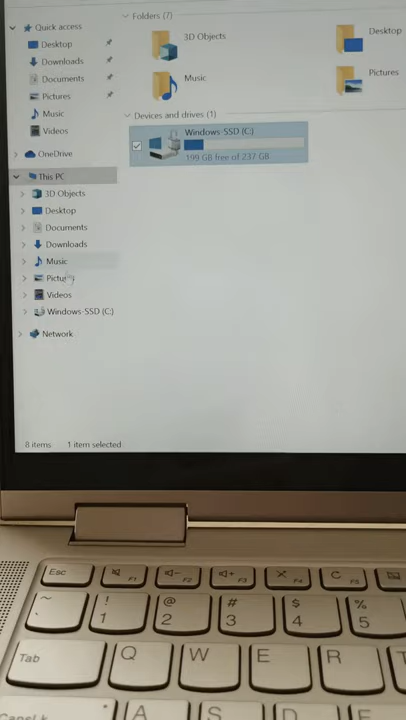 Quick access
Desktop
Downloads
Documents
Pictures
Music
Videos
OneDrive
This PC
3D Objects
Desktop
Documents
Downloads
Music
Videos
Windows-SSD (C:)
Network
8 items
1 item selected
Folders (7)
3D Objects
Desktop
Music
Pictures
Devices and drives (1)
Windows-SSD (C:)
199 GB free of 237 GB
Esc F1 F2 F3 F4 F5
~ ! @ # $ %
` 1 2 3 4 5
Tab Q W E R
A S D F